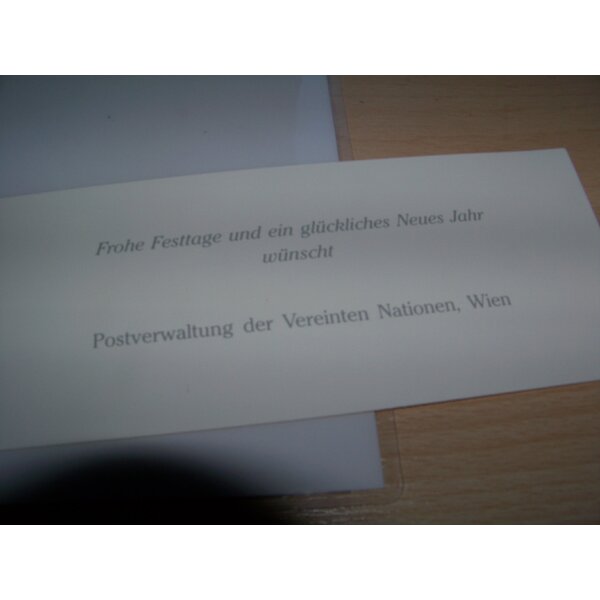 Frohe Festtage und ein glückliches Neues Jahr
wünscht
Postverwaltung der Vereinten Nationen, Wien